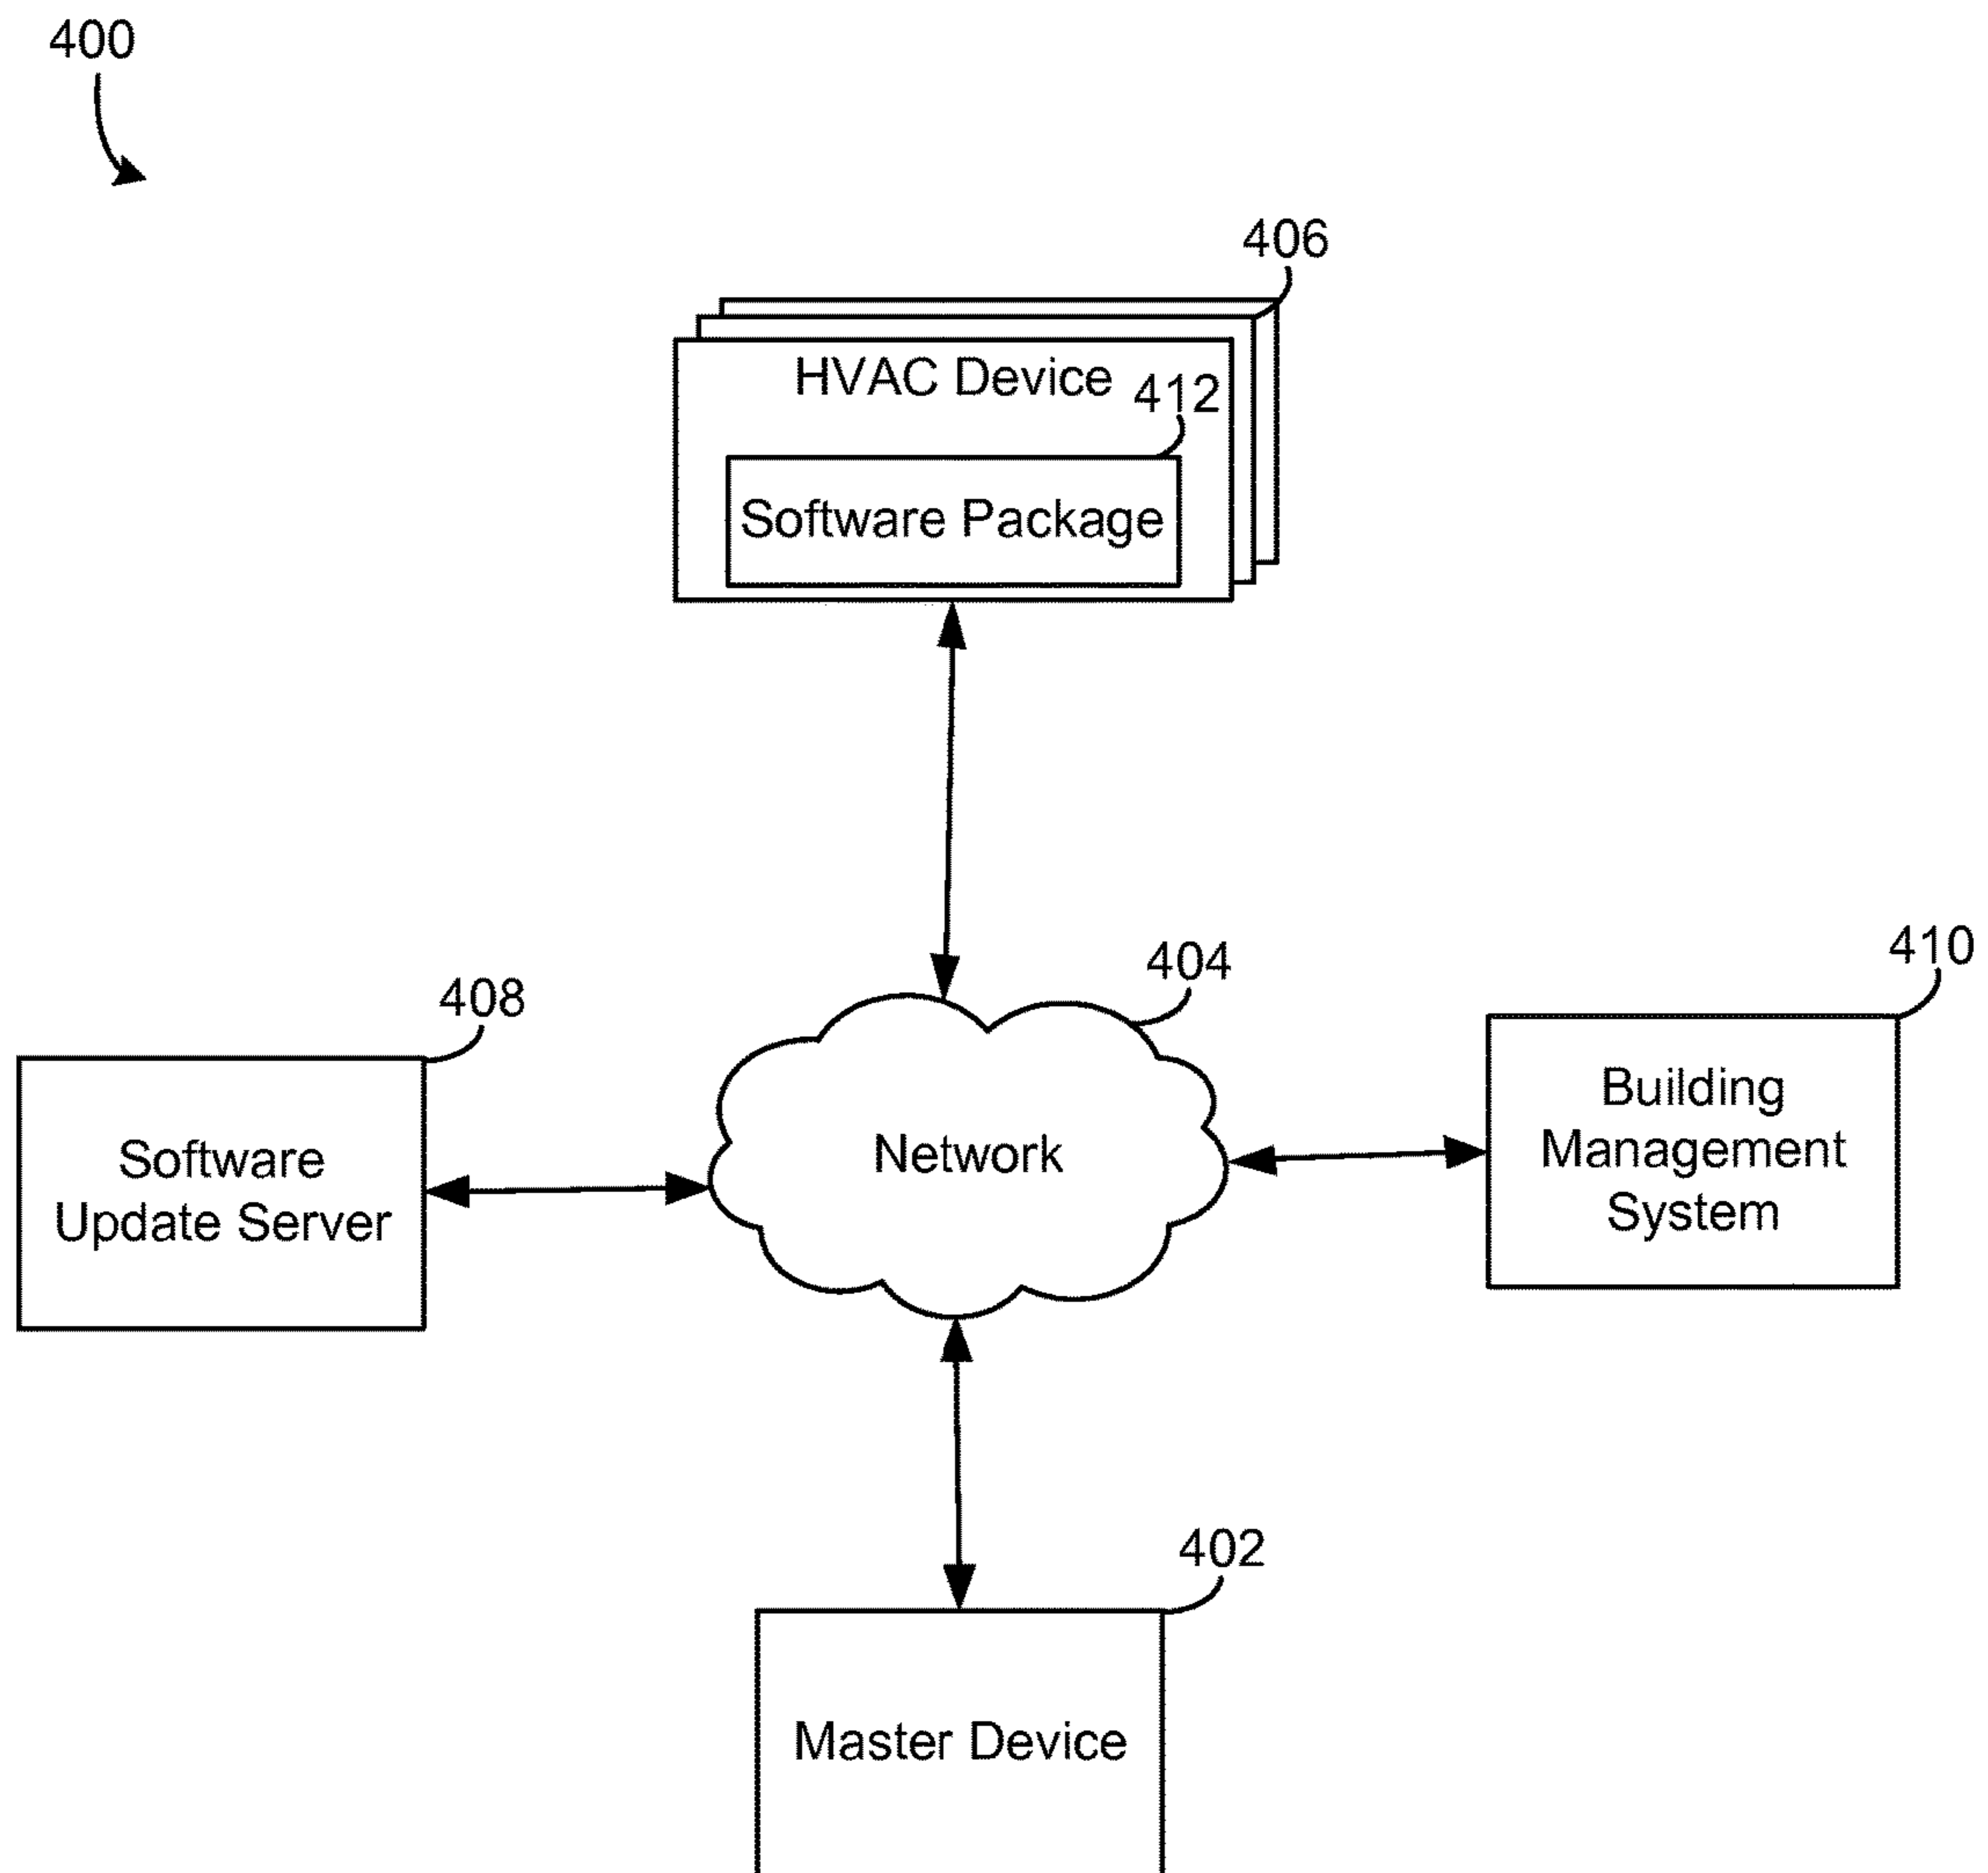 400
406
HVAC Device
412
Software Package
404
410
408
Building
Management
System
Network
Software
Update Server
402
Master Device